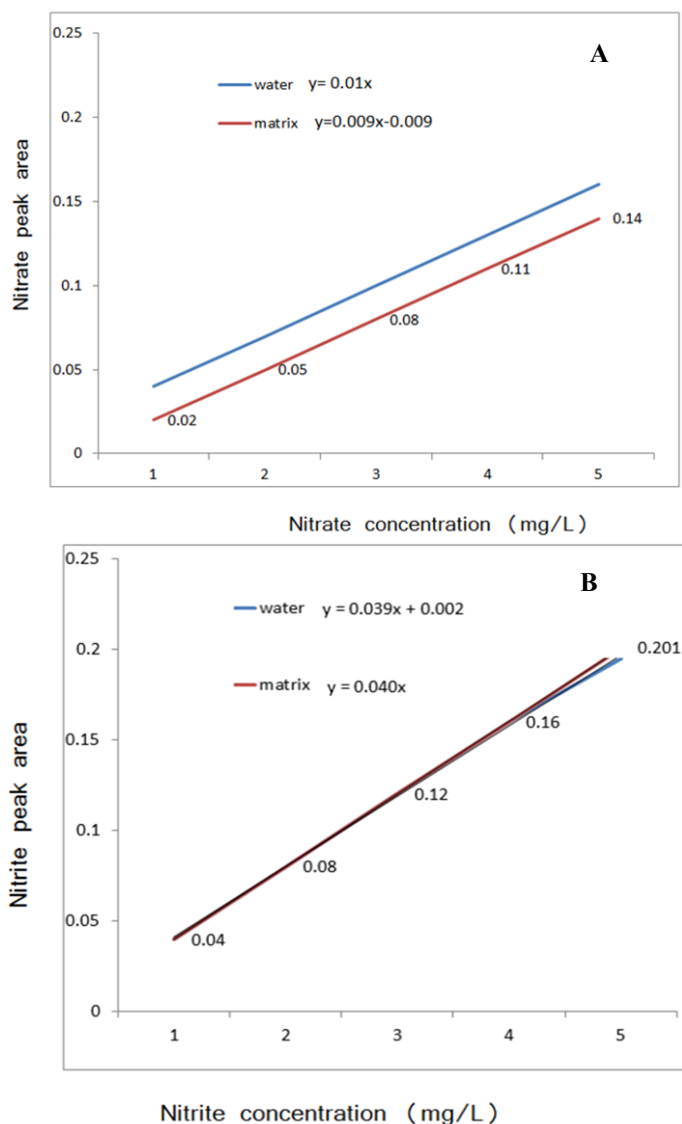 0.25
A
water y= 0.01x
0.2
matrix y=0.009x-0.009
0.15
0.14
0.11
0.1
0.08
0.05
0.05
0.02
0
1 2 3 4 5
Nitrate peak area
Nitrate concentration (mg/L)
0.25
B
water y = 0.039x + 0.002
0.2
0.201
matrix y = 0.040x
0.16
0.15
0.12
0.1
0.08
0.05
0.04
0
1 2 3 4 5
Nitrite peak area
Nitrite concentration (mg/L)